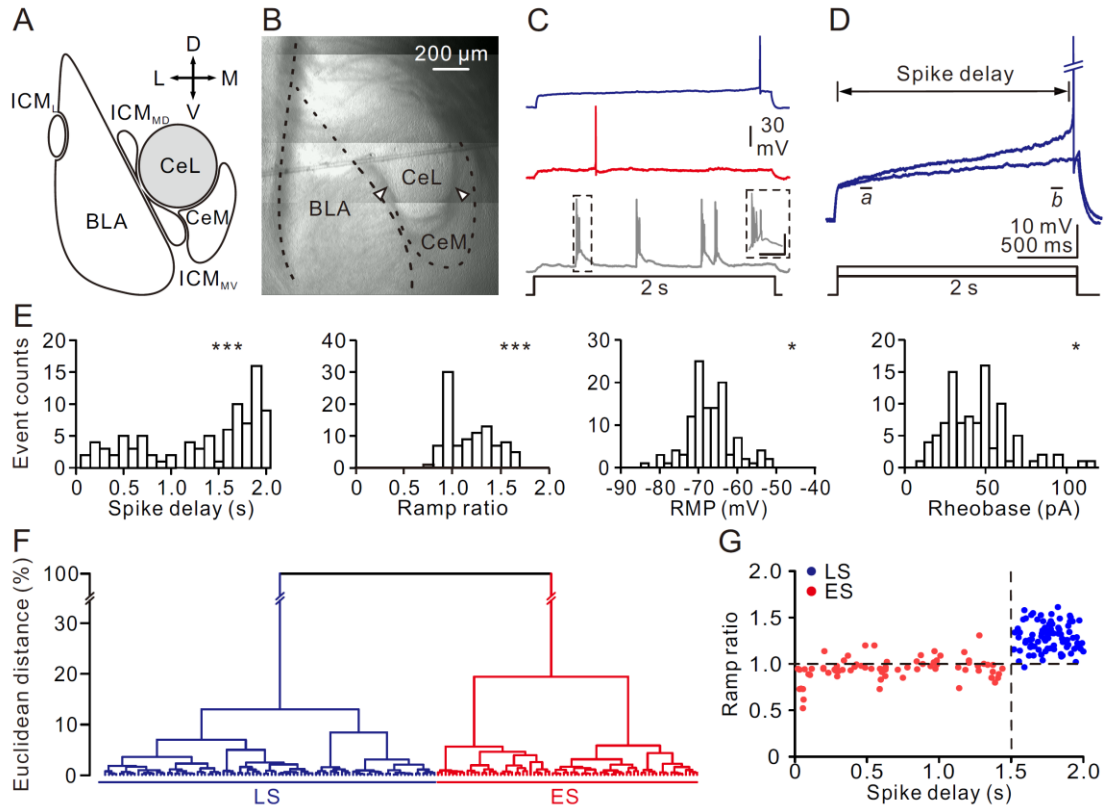 A
B
C
D
D
L
M
V
ICM L
ICM MD
CeL
BLA
CeM
ICM MV
200 µm
BLA
CeL
CeM
30
mV
2 s
Spike delay
a
b
10 mV
500 ms
2 s
E
Event counts
20
15
10
5
0
***
0 0.5 1.0 1.5 2.0
Spike delay (s)
40
30
20
10
0
***
0 0.5 1.0 1.5 2.0
Ramp ratio
30
20
10
0
*
-90 -80 -70 -60 -50 -40
RMP (mV)
20
15
10
5
0
*
0 50 100
Rheobase (pA)
F
Euclidean distance (%)
100
30
20
10
0
LS
ES
G
Ramp ratio
2.0
1.5
1.0
0.5
0
LS
ES
0 0.5 1.0 1.5 2.0
Spike delay (s)